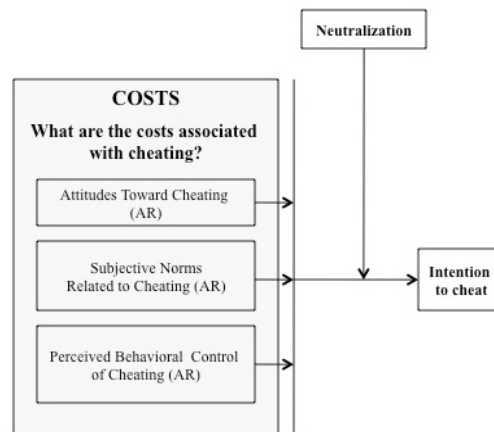 Neutralization
COSTS
What are the costs associated
with cheating?
Attitudes Toward Cheating
(AR)
Subjective Norms
Related to Cheating (AR)
Perceived Behavioral Control
of Cheating (AR)
Intention
to cheat